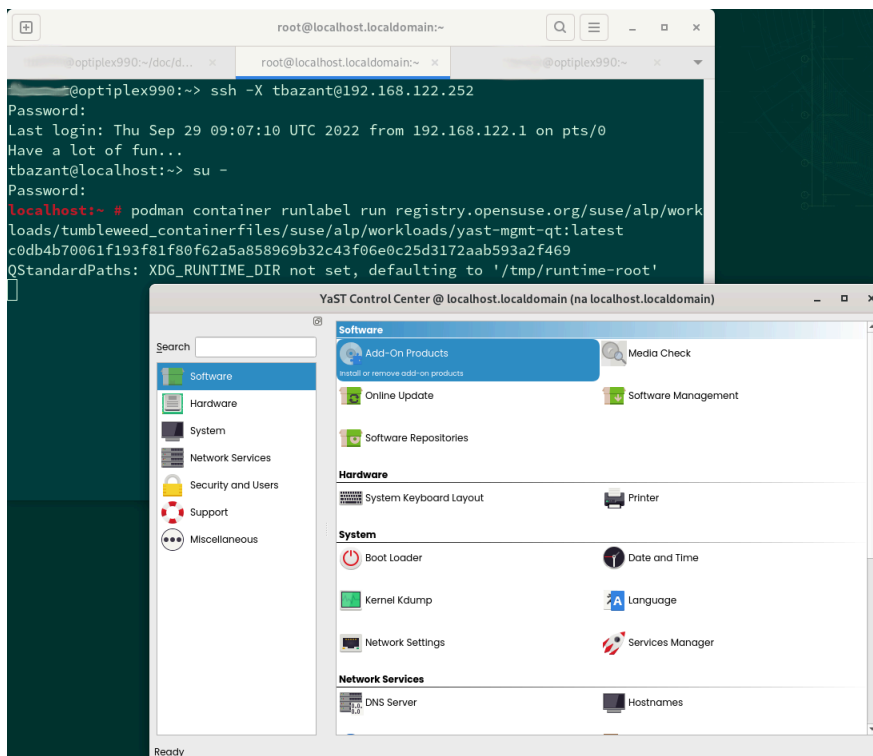 root@localhost.localdomain:~
@optiplex990:~/doc/d... ×
root@localhost.localdomain:~ ×
@optiplex990:~ ×
@optiplex990:~> ssh -X tbazant@192.168.122.252
Password:
Last login: Thu Sep 29 09:07:10 UTC 2022 from 192.168.122.1 on pts/0
Have a lot of fun...
tbazant@localhost:~> su -
Password:
localhost:~ # podman container runlabel run registry.opensuse.org/suse/alp/work
loads/tumbleweed_containerfiles/suse/alp/workloads/yast-mgmt-qt:latest
c0db4b70061f193f81f80f62a5a858969b32c43f06e0c25d3172aab593a2f469
QStandardPaths: XDG_RUNTIME_DIR not set, defaulting to '/tmp/runtime-root'
YaST Control Center @ localhost.localdomain (na localhost.localdomain)
Search
Software
Hardware
System
Network Services
Security and Users
Support
Miscellaneous
Software
Add-On Products
Install or remove add-on products
Media Check
Online Update
Software Management
Software Repositories
Hardware
System Keyboard Layout
Printer
System
Boot Loader
Date and Time
Kernel Kdump
Language
Network Settings
Services Manager
Network Services
DNS Server
Hostnames
Ready